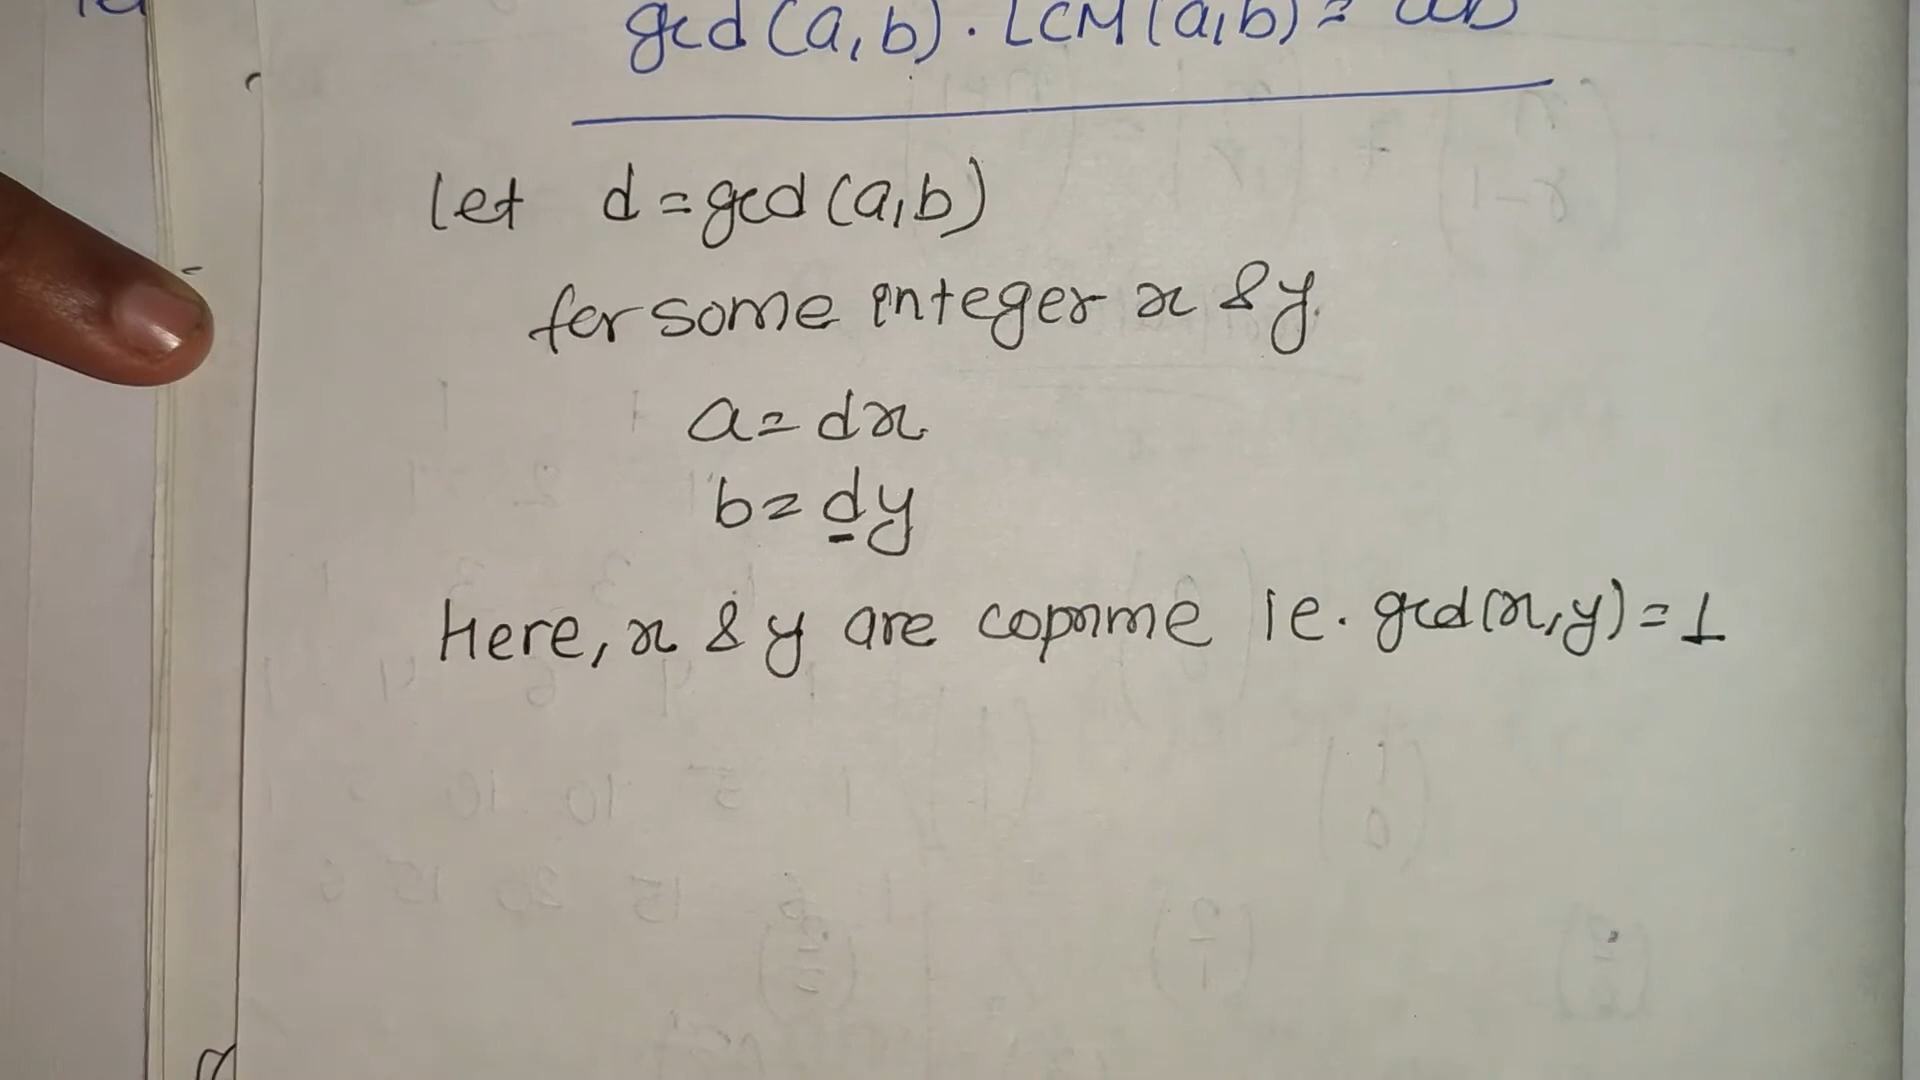 gcd (a,b) . LCM (a,b) = ab
Let d = gcd (a,b)
for some integer x & y.
a = dx
b = dy
Here, x & y are coprime ie. gcd(x,y) = 1